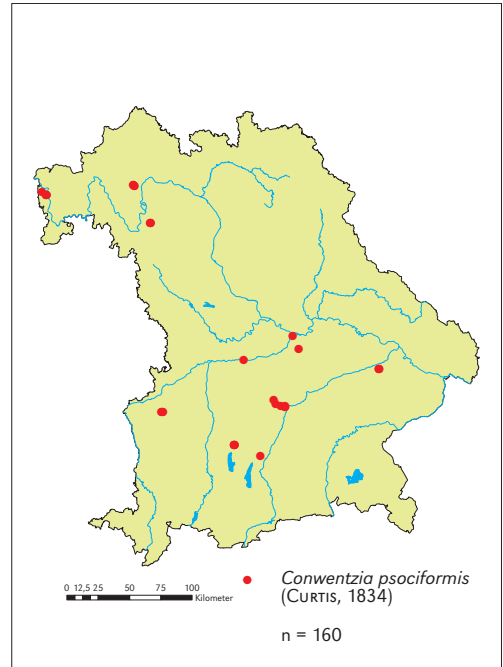 0 12,5 25 50 75 100
Kilometer
Conwentzia psociformis
(CURTIS, 1834)
n = 160